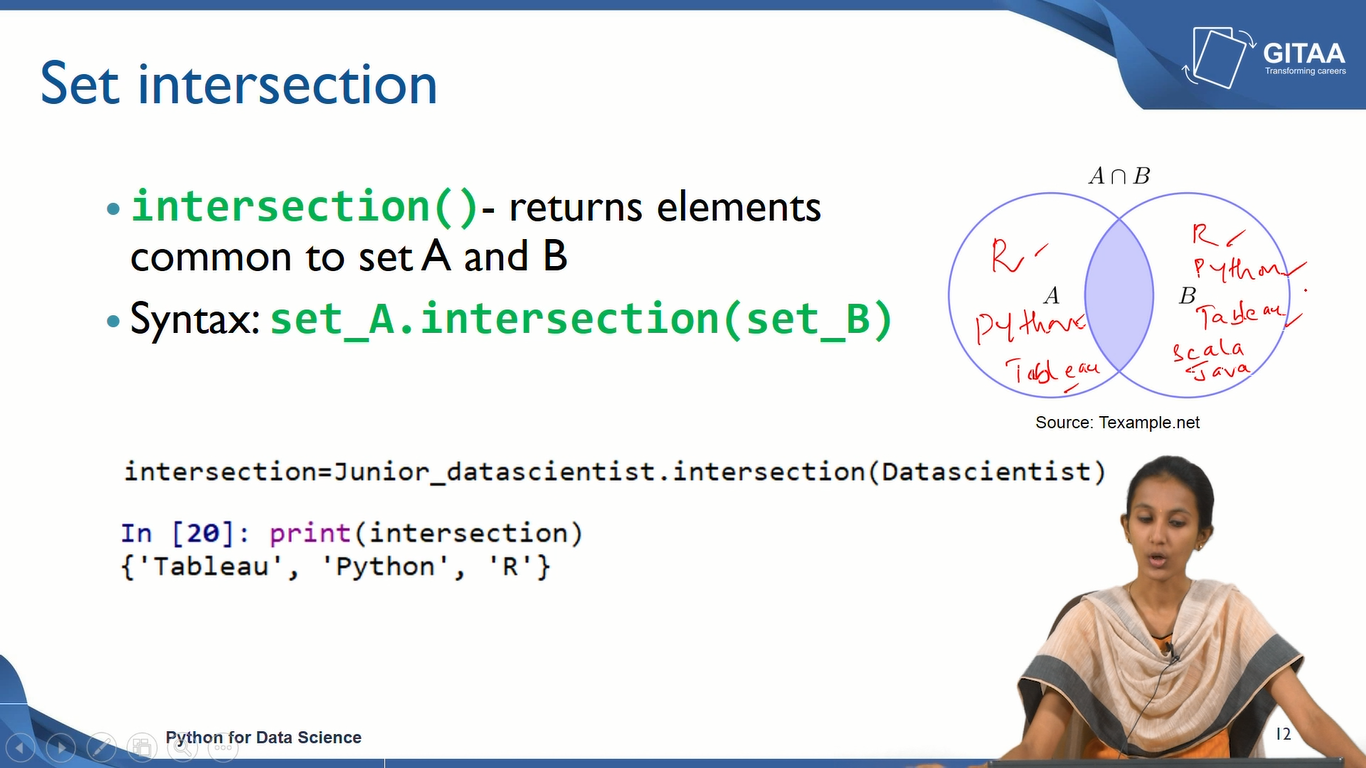 GITAA
Transforming careers
Set intersection
• intersection()- returns elements
common to set A and B
• Syntax: set_A.intersection(set_B)
A ∩ B
R
A
Python
Tableau
R
Python
B
Tableau
Scala
Java
Source: Texample.net
intersection=Junior_datascientist.intersection(Datascientist)
In [20]: print(intersection)
{'Tableau', 'Python', 'R'}
Python for Data Science
12